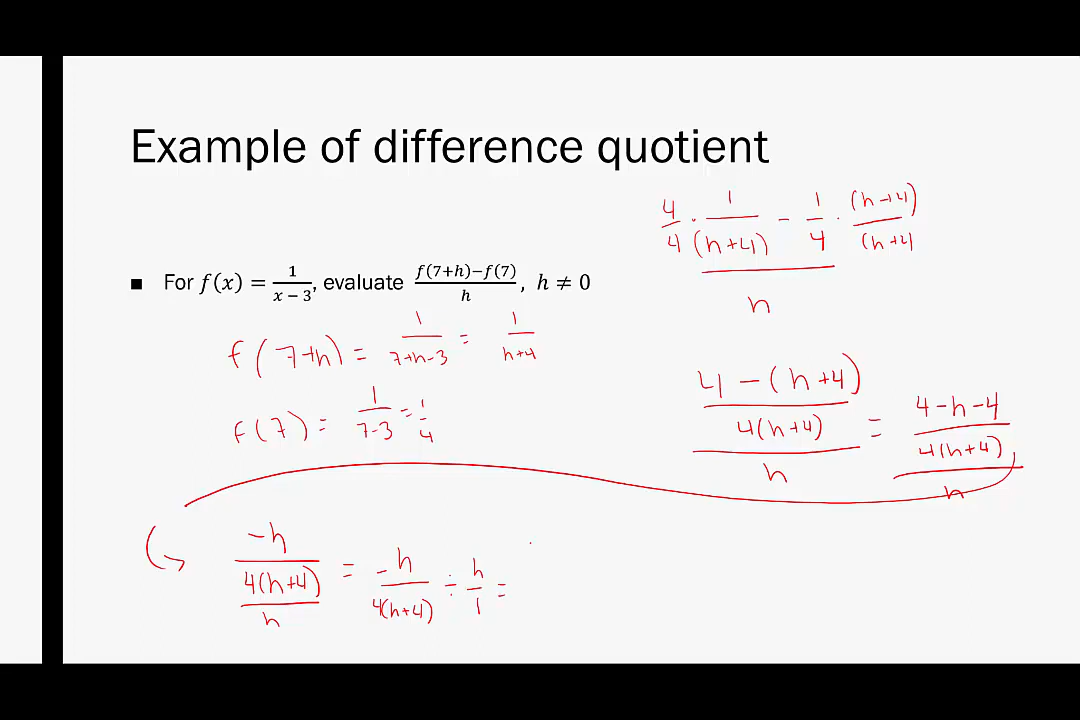 Example of difference quotient
4/4 · 1/(h+4) - 1/4 · (h+4)/(h+4)
h
■ For f(x) = 1/(x − 3), evaluate (f(7+h)−f(7))/h, h ≠ 0
f(7+h) = 1/(7+h-3) = 1/(h+4)
f(7) = 1/(7-3) = 1/4
(4 - (h+4))/(4(h+4))/h = (4-h-4)/(4(h+4))/h
-h/(4(h+4))/h = -h/(4(h+4)) ÷ h/1 =